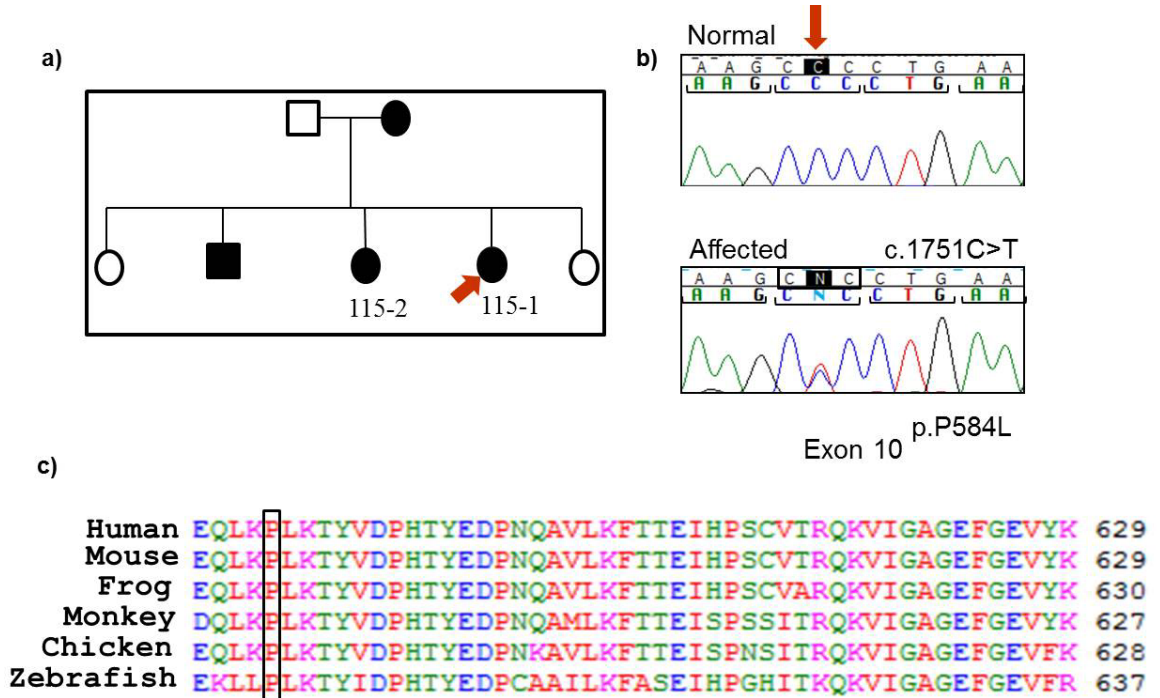 a)
115-2 115-1
b)
Normal
A A G C C C C T G A A
A A G C C C C T G A A
Affected c.1751C>T
A A G C N C C T G A A
A A G C N C C T G A A
p.P584L
Exon 10
c)
Human EQLKPLKTYVDPHTYEDPNQAVLKFTTEIHPSCVTRQKVIGAGEFGEVYK 629
Mouse EQLKPLKTYVDPHTYEDPNQAVLKFTTEIHPSCVTRQKVIGAGEFGEVYK 629
Frog EQLKPLKTYVDPHTYEDPNQAVLKFTTEIHPSCVARQKVIGAGEFGEVYK 630
Monkey DQLKPLKTYVDPHTYEDPNQAMLKFTTEISPSSITRQKVIGAGEFGEVYK 627
Chicken EQLKPLKTYVDPHTYEDPNKAVLKFTTEISPNSITRQKVIGAGEFGEVFK 628
Zebrafish EKLLPLKTYIDPHTYEDPCAAILKFASEIHPGHITKQKVIGAGEFGEVFR 637